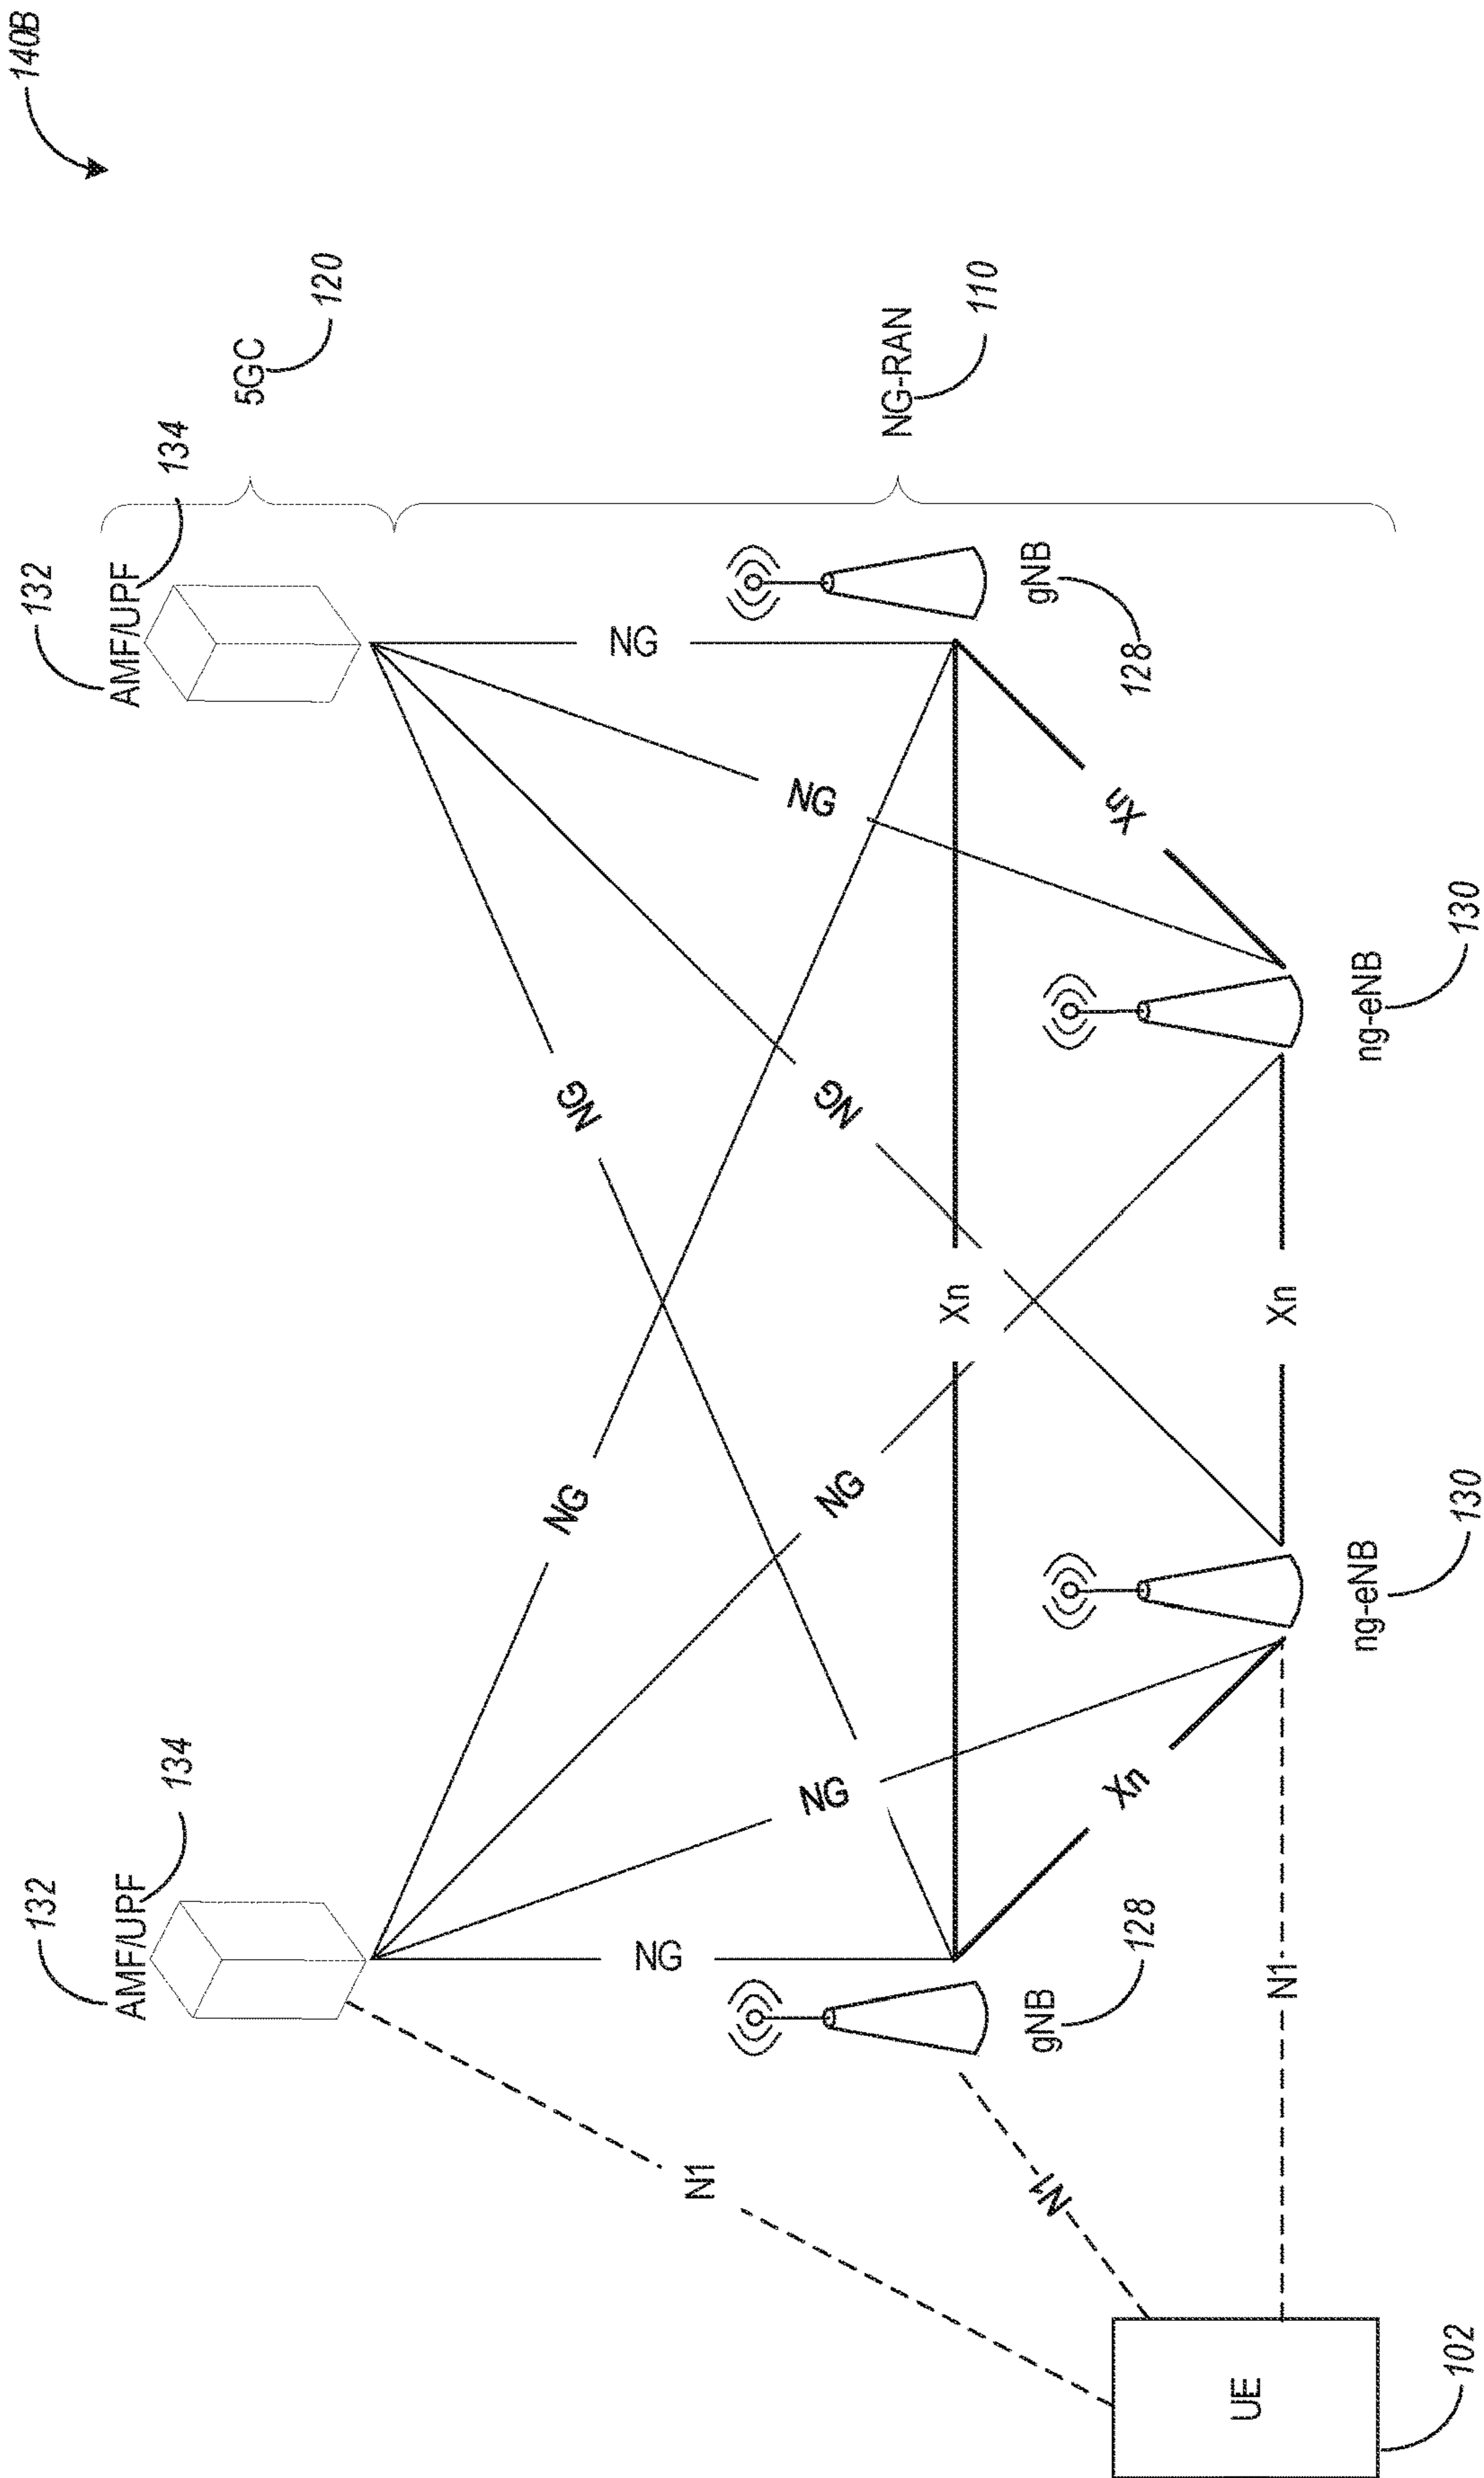 140B
132
AMF/UPF
134
132
AMF/UPF
134
5GC
120
NG
NG
NG
NG
NG
NG
NG
NG
N1
NG-RAN
110
gNB
128
gNB
128
Xn
Xn
Xn
Xn
N1
N1
ng-eNB
130
ng-eNB
130
UE
102